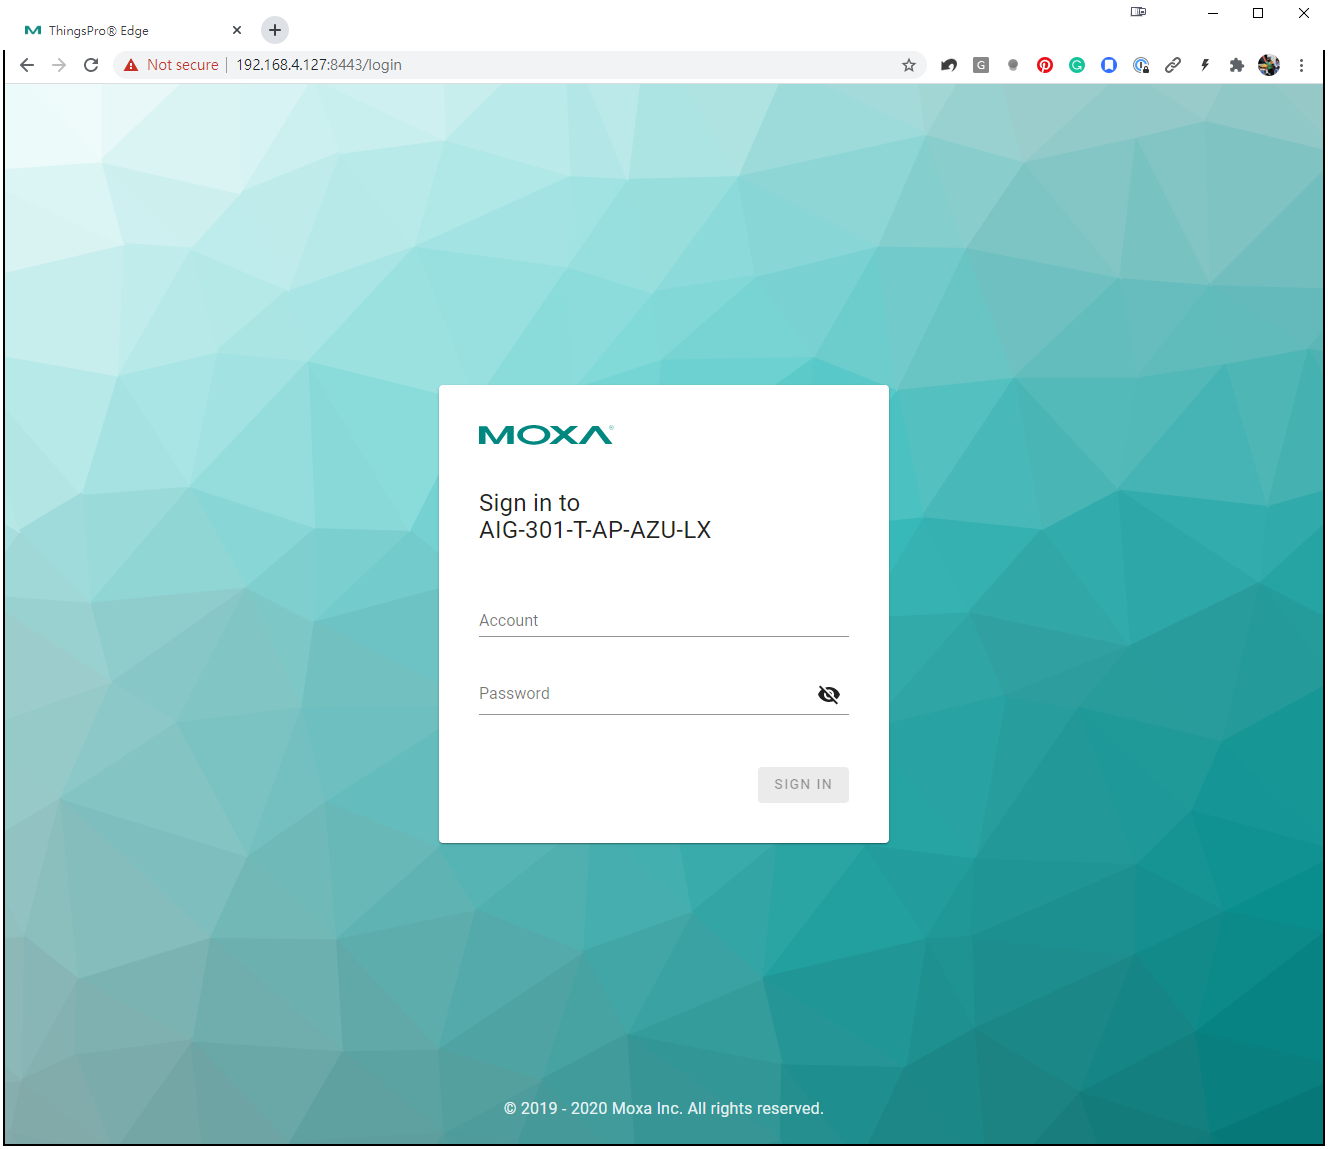 ThingsPro® Edge
Not secure | 192.168.4.127:8443/login
MOXA®
Sign in to
AIG-301-T-AP-AZU-LX
Account
Password
SIGN IN
© 2019 - 2020 Moxa Inc. All rights reserved.